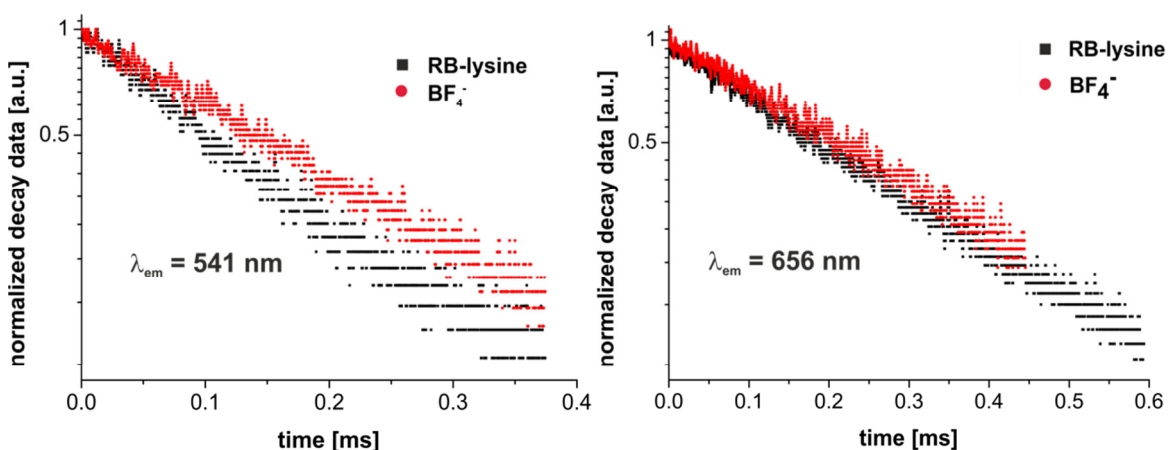 normalized decay data [a.u.]
1
0.5
RB-lysine
BF4-
λem = 541 nm
0.0 0.1 0.2 0.3 0.4
time [ms]
normalized decay data [a.u.]
1
0.5
RB-lysine
BF4-
λem = 656 nm
0.0 0.1 0.2 0.3 0.4 0.5 0.6
time [ms]